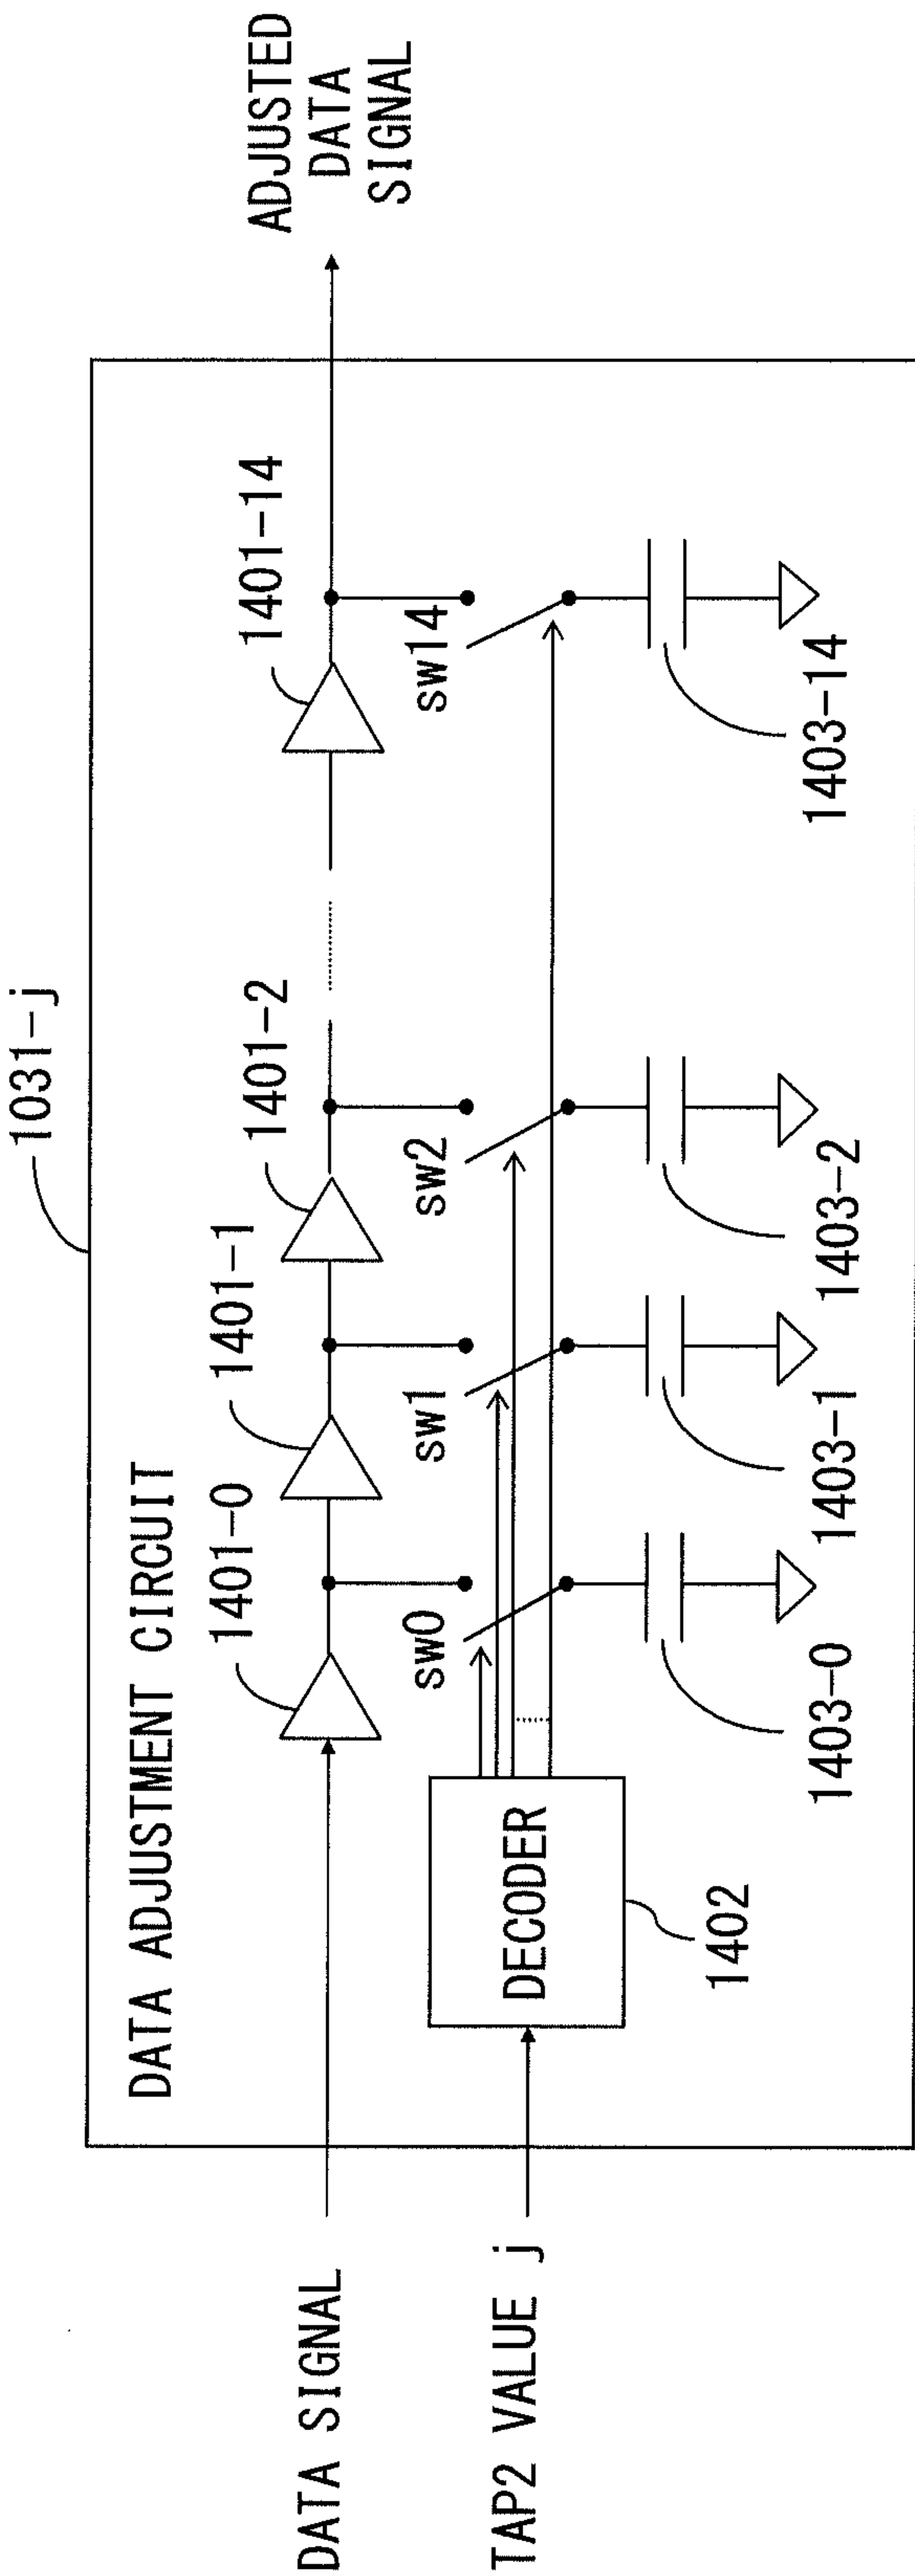 1031-j
DATA ADJUSTMENT CIRCUIT
1401-0
1401-1
1401-2
1401-14
DATA SIGNAL
ADJUSTED
DATA
SIGNAL
sw0
sw1
sw2
sw14
TAP2 VALUE j
DECODER
1402
1403-0
1403-1
1403-2
1403-14